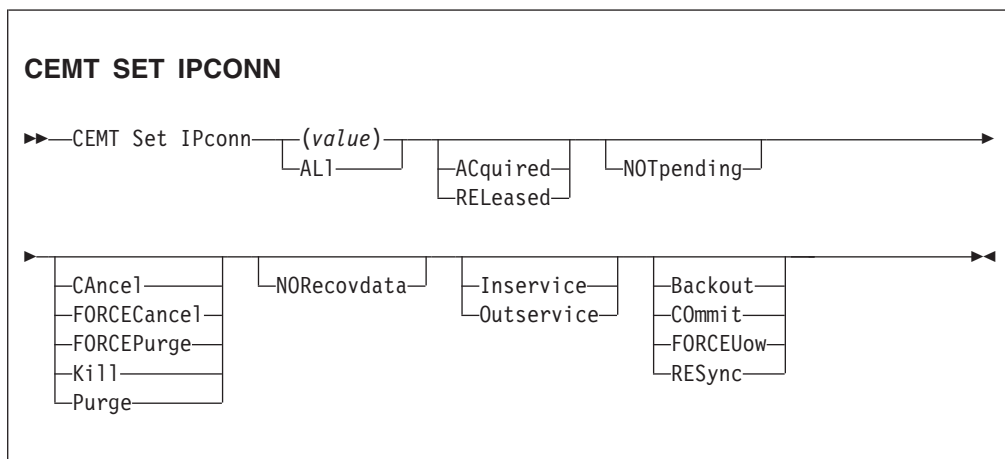 CEMT SET IPCONN
CEMT Set IPconn (value) ACquired NOTpending
ALl RELeased
CAncel NORecovdata Inservice Backout
FORCECancel Outservice COmmit
FORCEPurge FORCEUow
Kill RESync
Purge